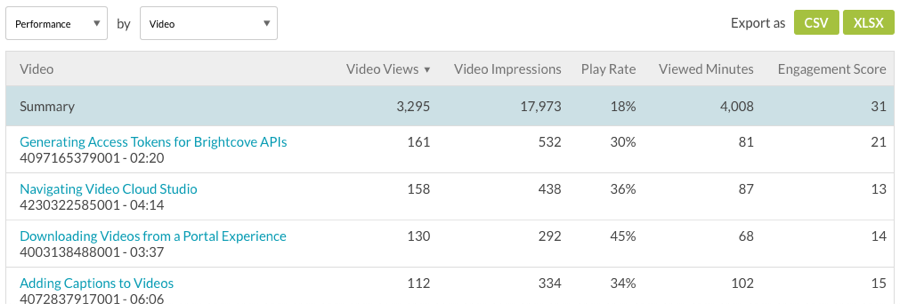 Performance by Video Export as CSV XLSX
Video Video Views Video Impressions Play Rate Viewed Minutes Engagement Score
Summary 3,295 17,973 18% 4,008 31
Generating Access Tokens for Brightcove APIs 161 532 30% 81 21
4097165379001 - 02:20
Navigating Video Cloud Studio 158 438 36% 87 13
4230322585001 - 04:14
Downloading Videos from a Portal Experience 130 292 45% 68 14
4003138488001 - 03:37
Adding Captions to Videos 112 334 34% 102 15
4072837917001 - 06:06